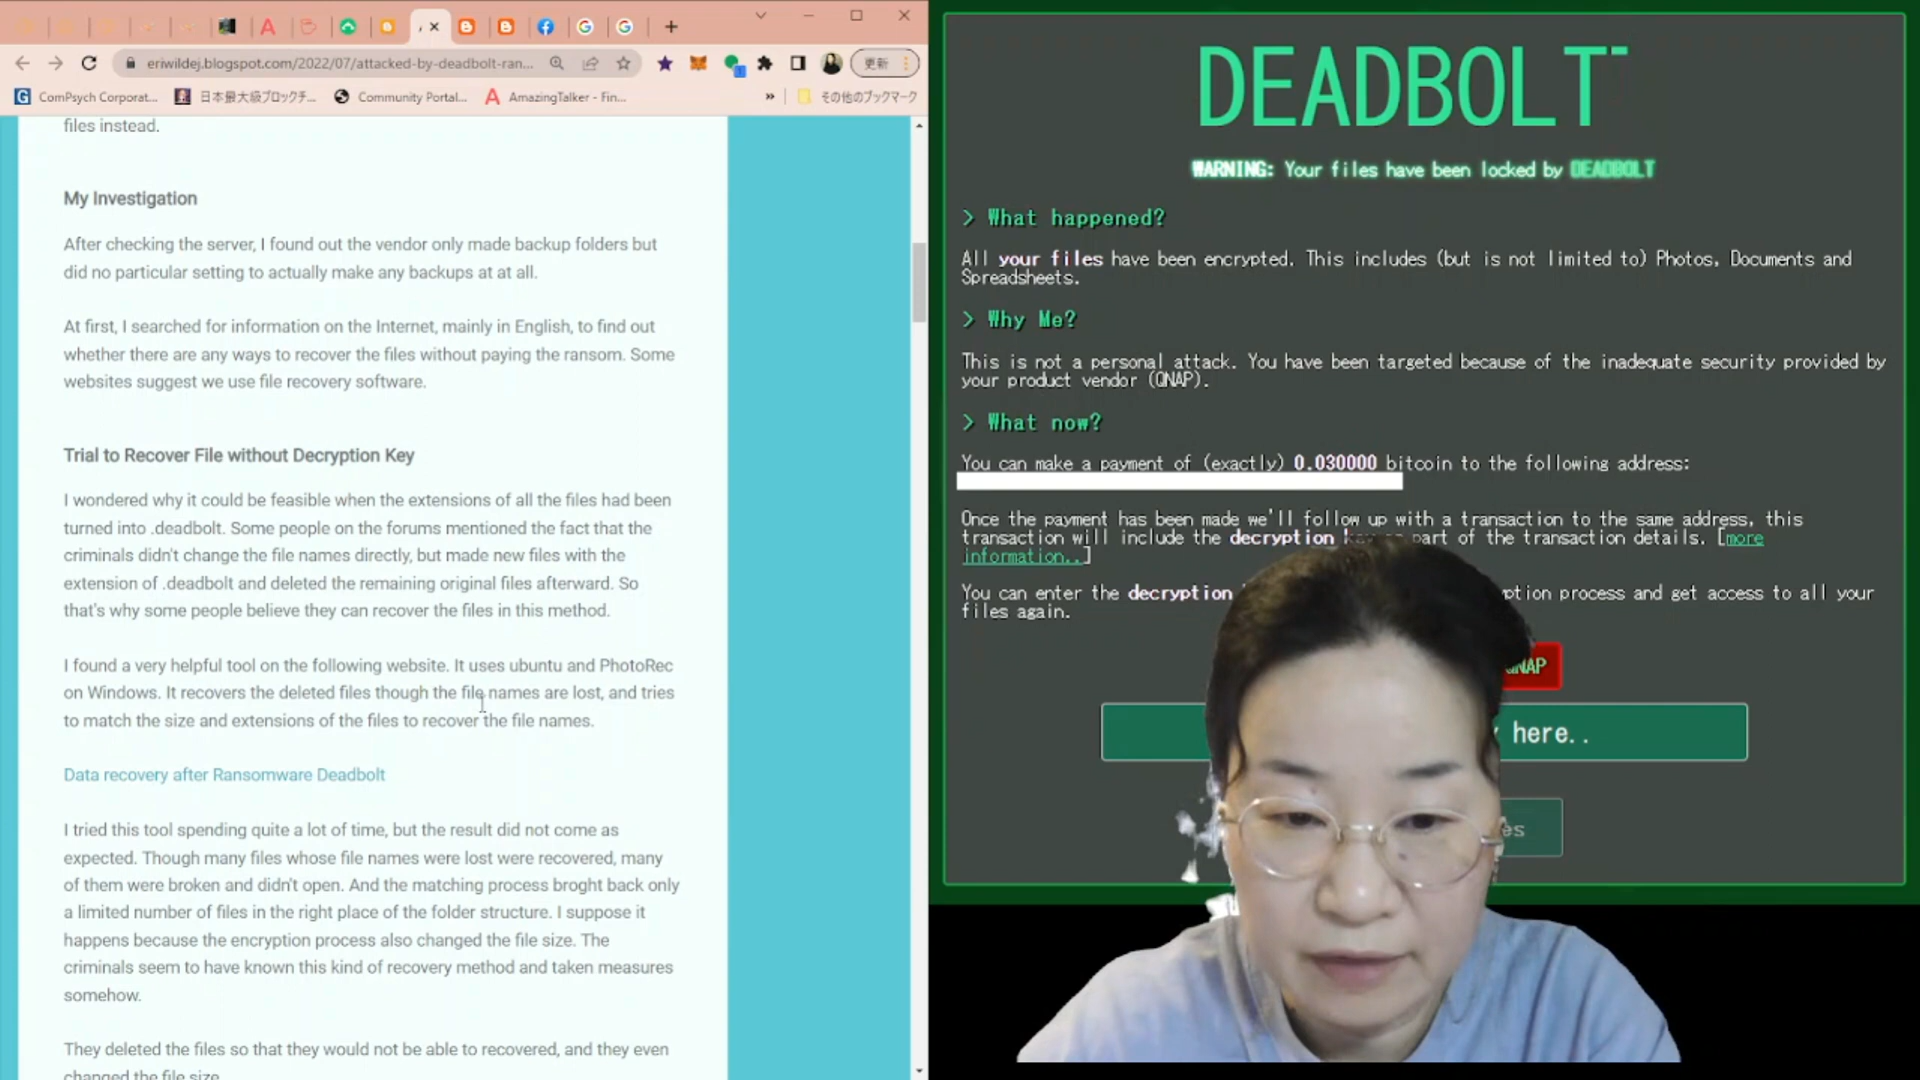 eriwildej.blogspot.com/2022/07/attacked-by-deadbolt-ran...
更新
ComPsych Corporat...
日本最大級ブロックチ...
Community Portal...
AmazingTalker - Fin...
»
その他のブックマーク
files instead.
My Investigation
After checking the server, I found out the vendor only made backup folders but
did no particular setting to actually make any backups at at all.
At first, I searched for information on the Internet, mainly in English, to find out
whether there are any ways to recover the files without paying the ransom. Some
websites suggest we use file recovery software.
Trial to Recover File without Decryption Key
I wondered why it could be feasible when the extensions of all the files had been
turned into .deadbolt. Some people on the forums mentioned the fact that the
criminals didn't change the file names directly, but made new files with the
extension of .deadbolt and deleted the remaining original files afterward. So
that's why some people believe they can recover the files in this method.
I found a very helpful tool on the following website. It uses ubuntu and PhotoRec
on Windows. It recovers the deleted files though the file names are lost, and tries
to match the size and extensions of the files to recover the file names.
Data recovery after Ransomware Deadbolt
I tried this tool spending quite a lot of time, but the result did not come as
expected. Though many files whose file names were lost were recovered, many
of them were broken and didn't open. And the matching process broght back only
a limited number of files in the right place of the folder structure. I suppose it
happens because the encryption process also changed the file size. The
criminals seem to have known this kind of recovery method and taken measures
somehow.
They deleted the files so that they would not be able to recovered, and they even
changed the file size
DEADBOLT
WARNING: Your files have been locked by DEADBOLT
> What happened?
All your files have been encrypted. This includes (but is not limited to) Photos, Documents and
Spreadsheets.
> Why Me?
This is not a personal attack. You have been targeted because of the inadequate security provided by
your product vendor (QNAP).
> What now?
You can make a payment of (exactly) 0.030000 bitcoin to the following address:
Once the payment has been made we'll follow up with a transaction to the same address, this
transaction will include the decryption part of the transaction details. [more
information..]
You can enter the decryption ption process and get access to all your
files again.
QNAP
here..
es